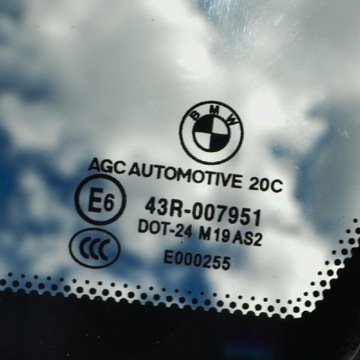 BMW
AGC AUTOMOTIVE 20C
E6 43R-007951
DOT-24 M19 AS2
CCC E000255